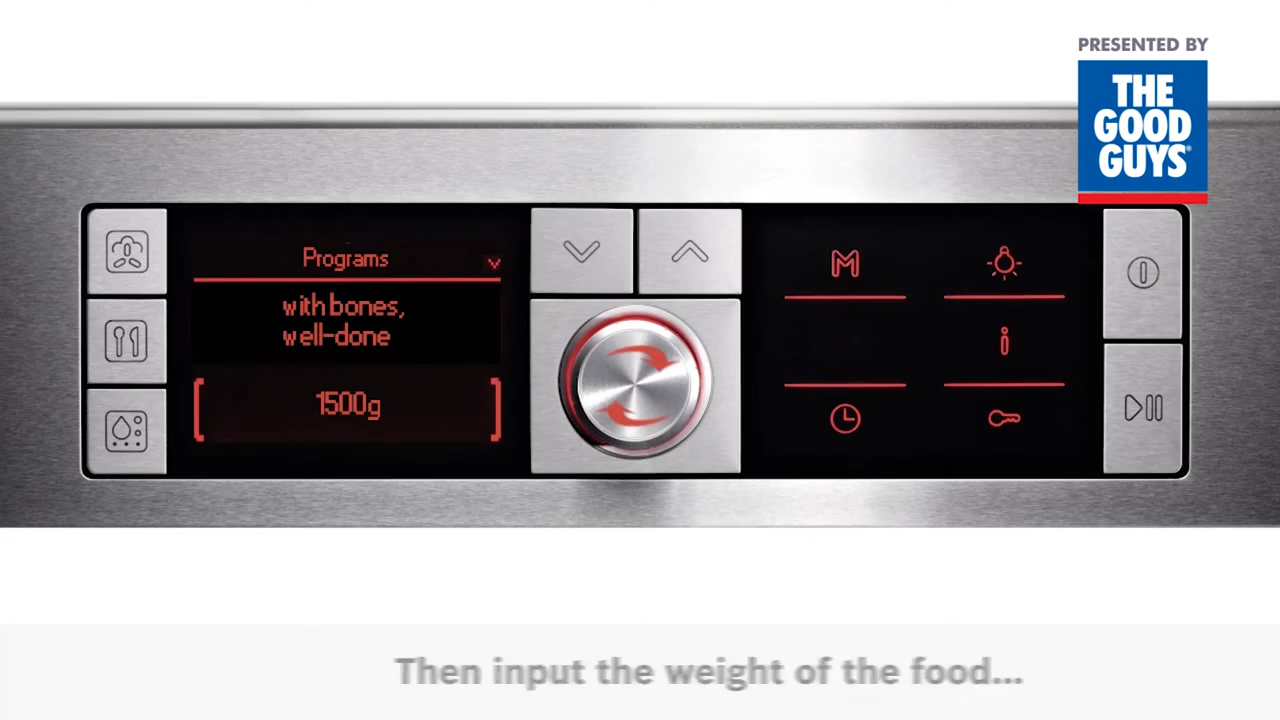 PRESENTED BY
THE
GOOD
GUYS®
Programs
with bones,
well-done
1500g
M
i
Then input the weight of the food...